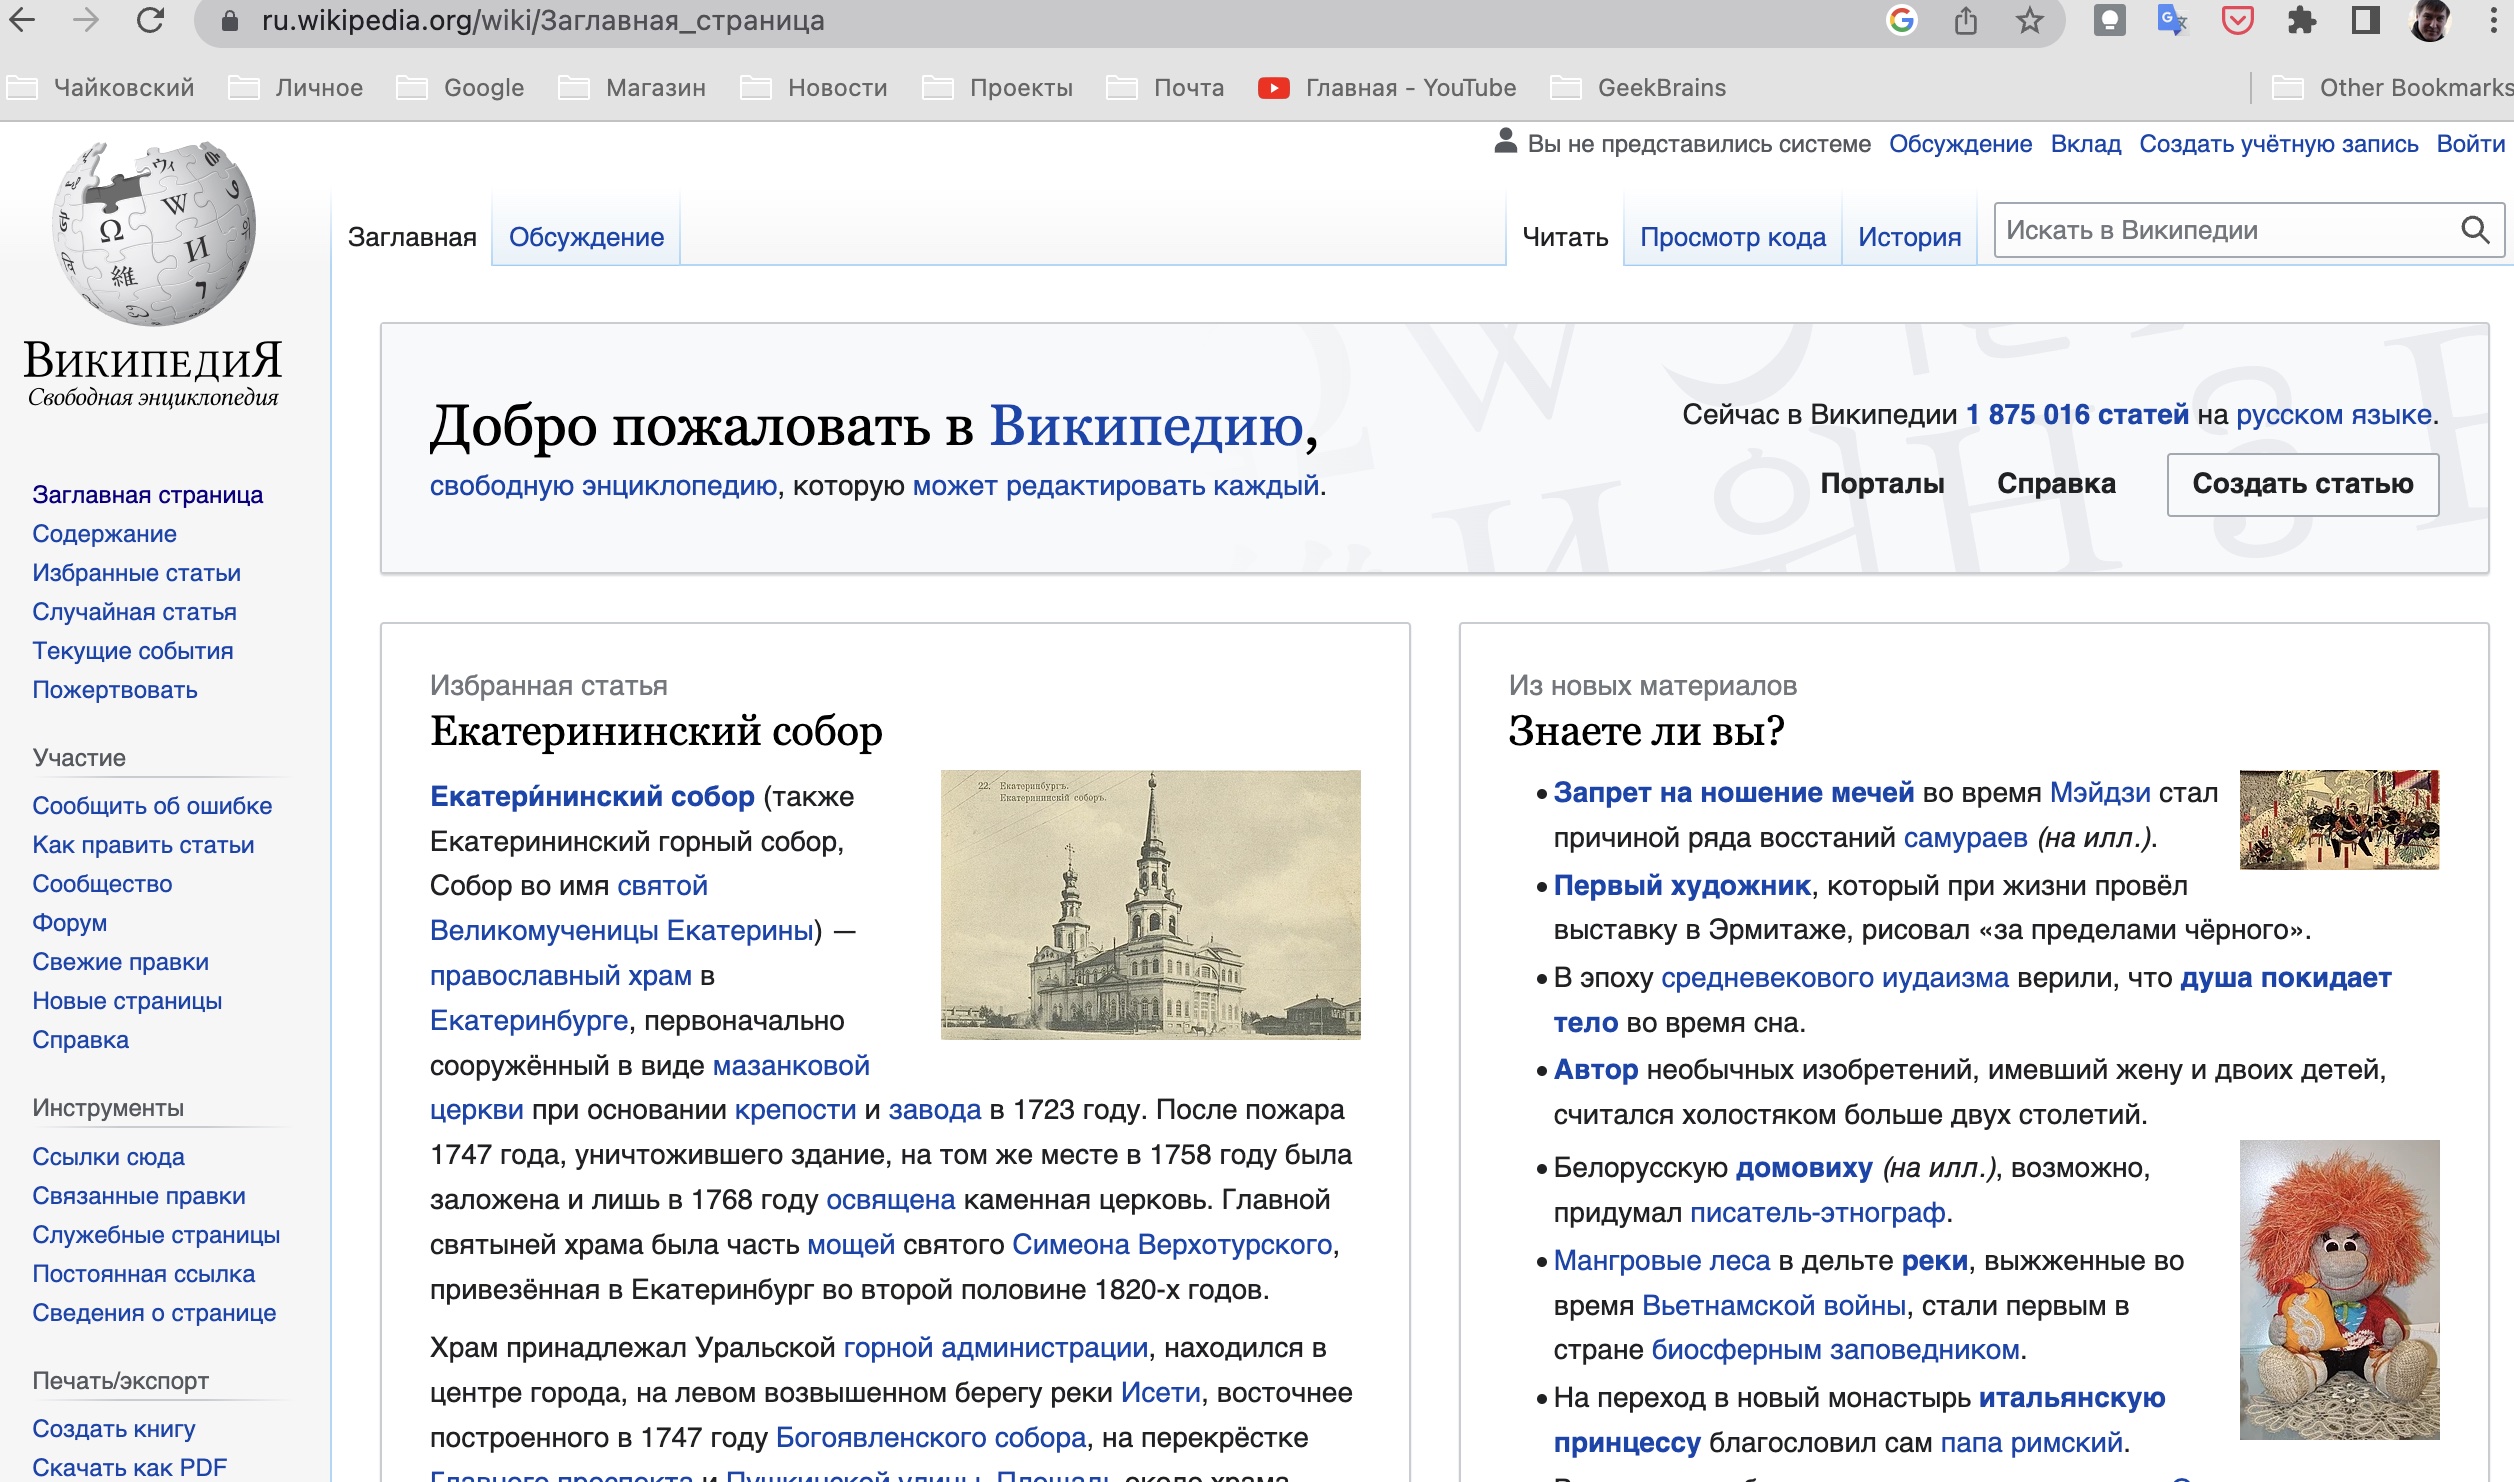 ru.wikipedia.org/wiki/Заглавная_страница
Чайковский Личное Google Магазин Новости Проекты Почта Главная - YouTube GeekBrains Other Bookmarks
Вы не представились системе Обсуждение Вклад Создать учётную запись Войти
Заглавная Обсуждение Читать Просмотр кода История Искать в Википедии
ВикипедиЯ
Свободная энциклопедия
Заглавная страница
Содержание
Избранные статьи
Случайная статья
Текущие события
Пожертвовать
Участие
Сообщить об ошибке
Как править статьи
Сообщество
Форум
Свежие правки
Новые страницы
Справка
Инструменты
Ссылки сюда
Связанные правки
Служебные страницы
Постоянная ссылка
Сведения о странице
Печать/экспорт
Создать книгу
Скачать как PDF
Добро пожаловать в Википедию,
свободную энциклопедию, которую может редактировать каждый.
Сейчас в Википедии 1 875 016 статей на русском языке.
Порталы Справка Создать статью
Избранная статья
Екатерининский собор
Екатери́нинский собор (также
Екатерининский горный собор,
Собор во имя святой
Великомученицы Екатерины) —
православный храм в
Екатеринбурге, первоначально
сооружённый в виде мазанковой
церкви при основании крепости и завода в 1723 году. После пожара
1747 года, уничтожившего здание, на том же месте в 1758 году была
заложена и лишь в 1768 году освящена каменная церковь. Главной
святыней храма была часть мощей святого Симеона Верхотурского,
привезённая в Екатеринбург во второй половине 1820-х годов.
Храм принадлежал Уральской горной администрации, находился в
центре города, на левом возвышенном берегу реки Исети, восточнее
построенного в 1747 году Богоявленского собора, на перекрёстке
Главного проспекта и Пушкинской улицы. Площадь около храма
22. Екатеринбургъ.
Екатерининскій соборъ.
Из новых материалов
Знаете ли вы?
Запрет на ношение мечей во время Мэйдзи стал
причиной ряда восстаний самураев (на илл.).
Первый художник, который при жизни провёл
выставку в Эрмитаже, рисовал «за пределами чёрного».
В эпоху средневекового иудаизма верили, что душа покидает
тело во время сна.
Автор необычных изобретений, имевший жену и двоих детей,
считался холостяком больше двух столетий.
Белорусскую домовиху (на илл.), возможно,
придумал писатель-этнограф.
Мангровые леса в дельте реки, выжженные во
время Вьетнамской войны, стали первым в
стране биосферным заповедником.
На переход в новый монастырь итальянскую
принцессу благословил сам папа римский.